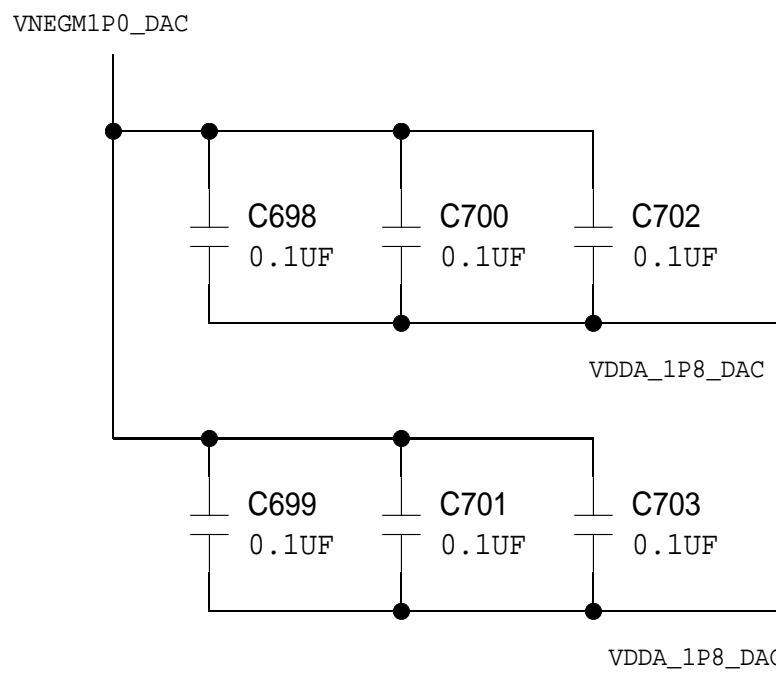 VNEGM1P0_DAC
C698 C700 C702
0.1UF 0.1UF 0.1UF
VDDA_1P8_DAC
C699 C701 C703
0.1UF 0.1UF 0.1UF
VDDA_1P8_DAC